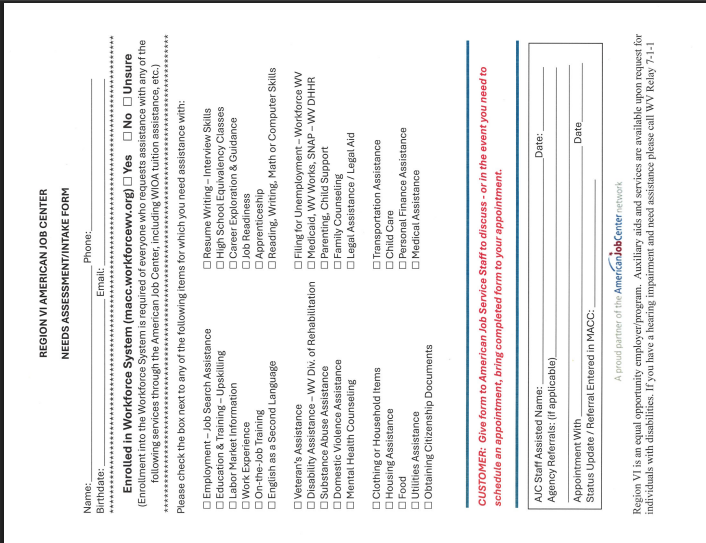 REGION VI AMERICAN JOB CENTER
NEEDS ASSESSMENT/INTAKE FORM
Name:____________ Phone:____________
Birthdate:____________ Email:____________
************************************************************
Enrolled in Workforce System (macc.workforcewv.org) ☐ Yes ☐ No ☐ Unsure
(Enrollment into the Workforce System is required of everyone who requests assistance with any of the
following services through the American Job Center, including WIOA tuition assistance, etc.)
************************************************************
Please check the box next to any of the following items for which you need assistance with:
☐ Employment – Job Search Assistance
☐ Education & Training – Upskilling
☐ Labor Market Information
☐ Work Experience
☐ On-the-Job Training
☐ English as a Second Language
☐ Resume Writing – Interview Skills
☐ High School Equivalency Classes
☐ Career Exploration & Guidance
☐ Job Readiness
☐ Apprenticeship
☐ Reading, Writing, Math or Computer Skills
☐ Veteran's Assistance
☐ Disability Assistance – WV Div. of Rehabilitation
☐ Substance Abuse Assistance
☐ Domestic Violence Assistance
☐ Mental Health Counseling
☐ Filing for Unemployment – Workforce WV
☐ Medicaid, WV Works, SNAP – WV DHHR
☐ Parenting, Child Support
☐ Family Counseling
☐ Legal Assistance / Legal Aid
☐ Clothing or Household Items
☐ Housing Assistance
☐ Food
☐ Utilities Assistance
☐ Obtaining Citizenship Documents
☐ Transportation Assistance
☐ Child Care
☐ Personal Finance Assistance
☐ Medical Assistance
CUSTOMER: Give form to American Job Service Staff to discuss - or in the event you need to
schedule an appointment, bring completed form to your appointment.
AJC Staff Assisted Name: ____________ Date: ____________
Agency Referrals: (if applicable)____________
Appointment With ____________ Date ____________
Status Update / Referral Entered in MACC: ____________
A proud partner of the AmericanJobCenter network
Region VI is an equal opportunity employer/program. Auxiliary aids and services are available upon request for
individuals with disabilities. If you have a hearing impairment and need assistance please call WV Relay 7-1-1